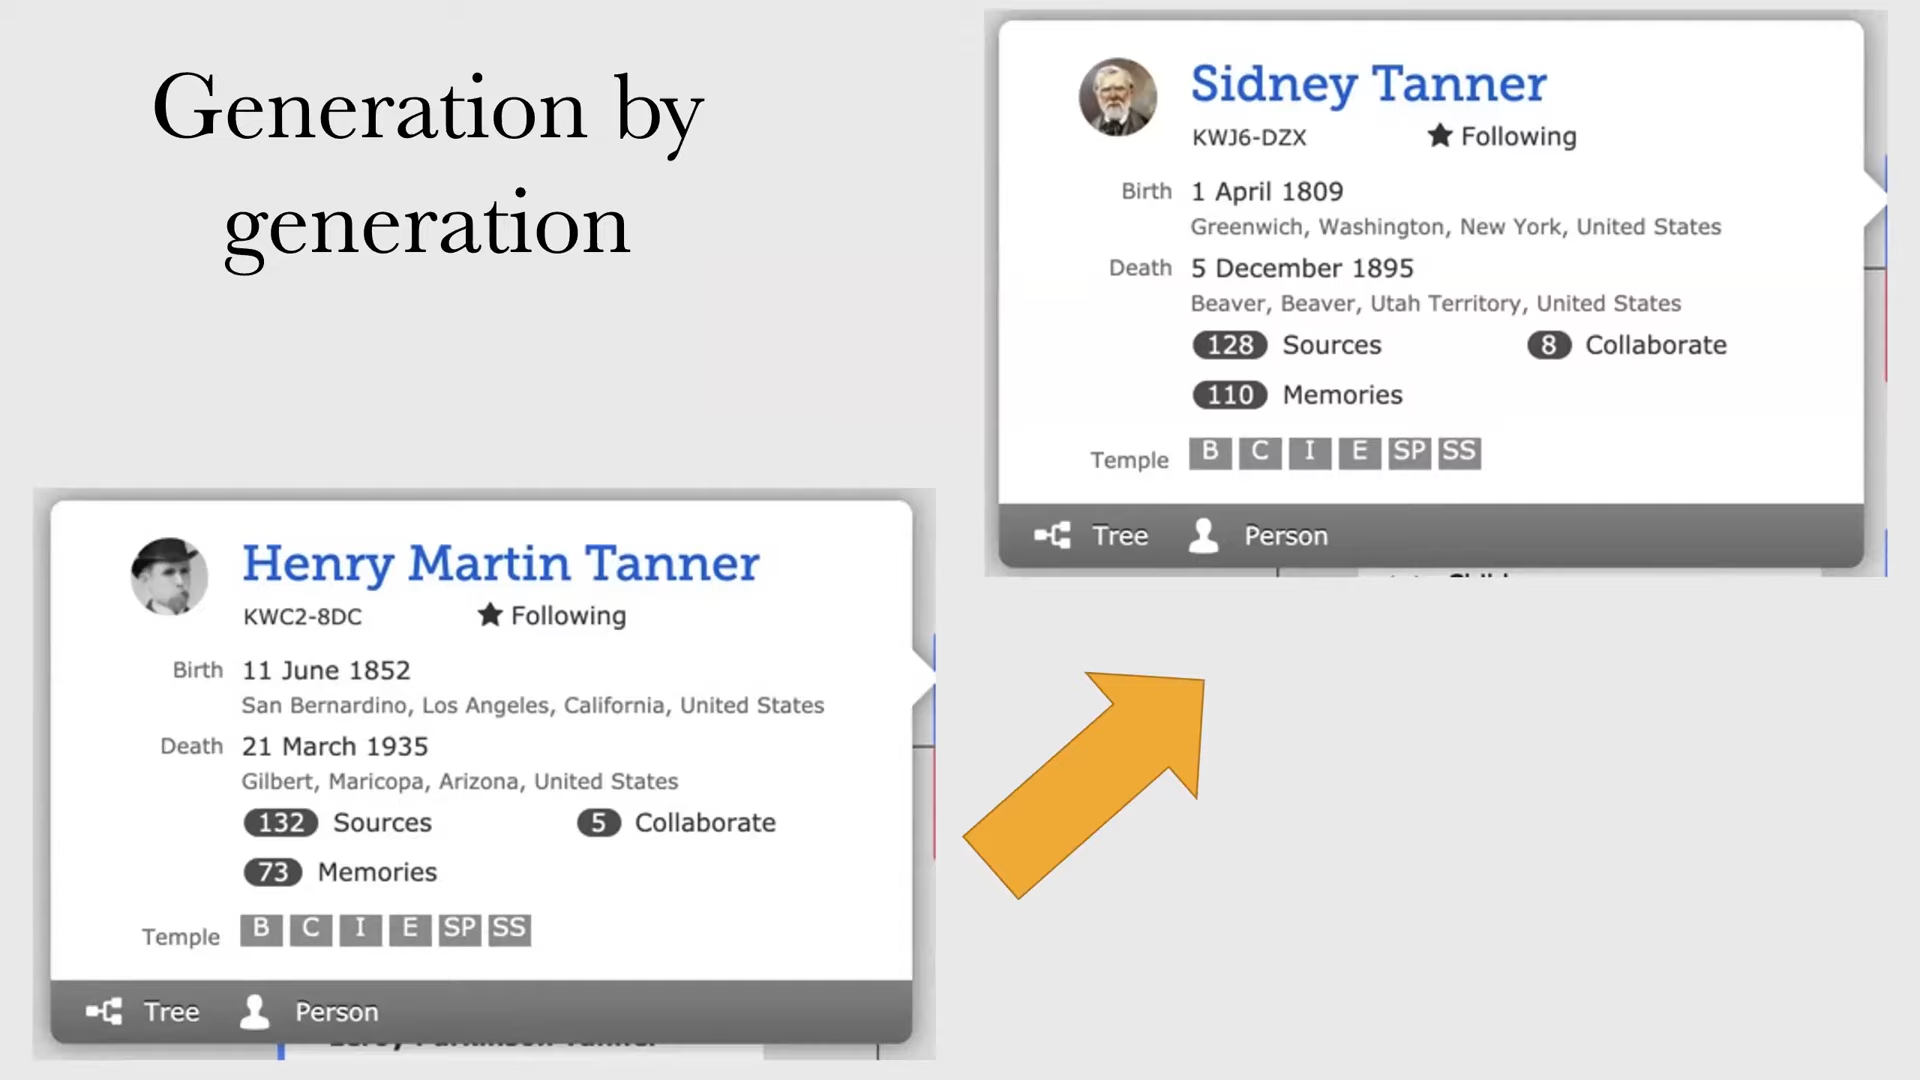 Generation by
generation
Sidney Tanner
KWJ6-DZX ★ Following
Birth 1 April 1809
Greenwich, Washington, New York, United States
Death 5 December 1895
Beaver, Beaver, Utah Territory, United States
128 Sources 8 Collaborate
110 Memories
Temple B C I E SP SS
Tree Person
Henry Martin Tanner
KWC2-8DC ★ Following
Birth 11 June 1852
San Bernardino, Los Angeles, California, United States
Death 21 March 1935
Gilbert, Maricopa, Arizona, United States
132 Sources 5 Collaborate
73 Memories
Temple B C I E SP SS
Tree Person